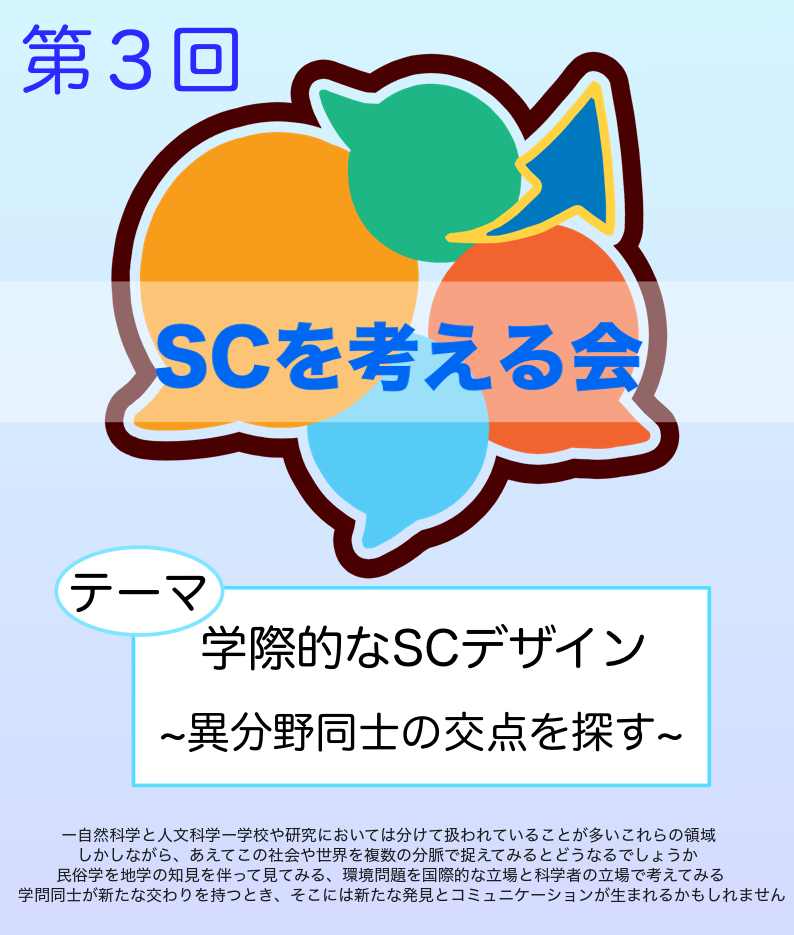 第３回
SCを考える会
テーマ
学際的なSCデザイン
~異分野同士の交点を探す~
ー自然科学と人文科学ー学校や研究においては分けて扱われていることが多いこれらの領域
しかしながら、あえてこの社会や世界を複数の分脈で捉えてみるとどうなるでしょうか
民俗学を地学の知見を伴って見てみる、環境問題を国際的な立場と科学者の立場で考えてみる
学問同士が新たな交わりを持つとき、そこには新たな発見とコミュニケーションが生まれるかもしれません